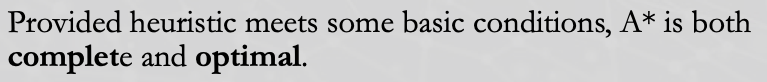 Provided heuristic meets some basic conditions, A* is both
complete and optimal.